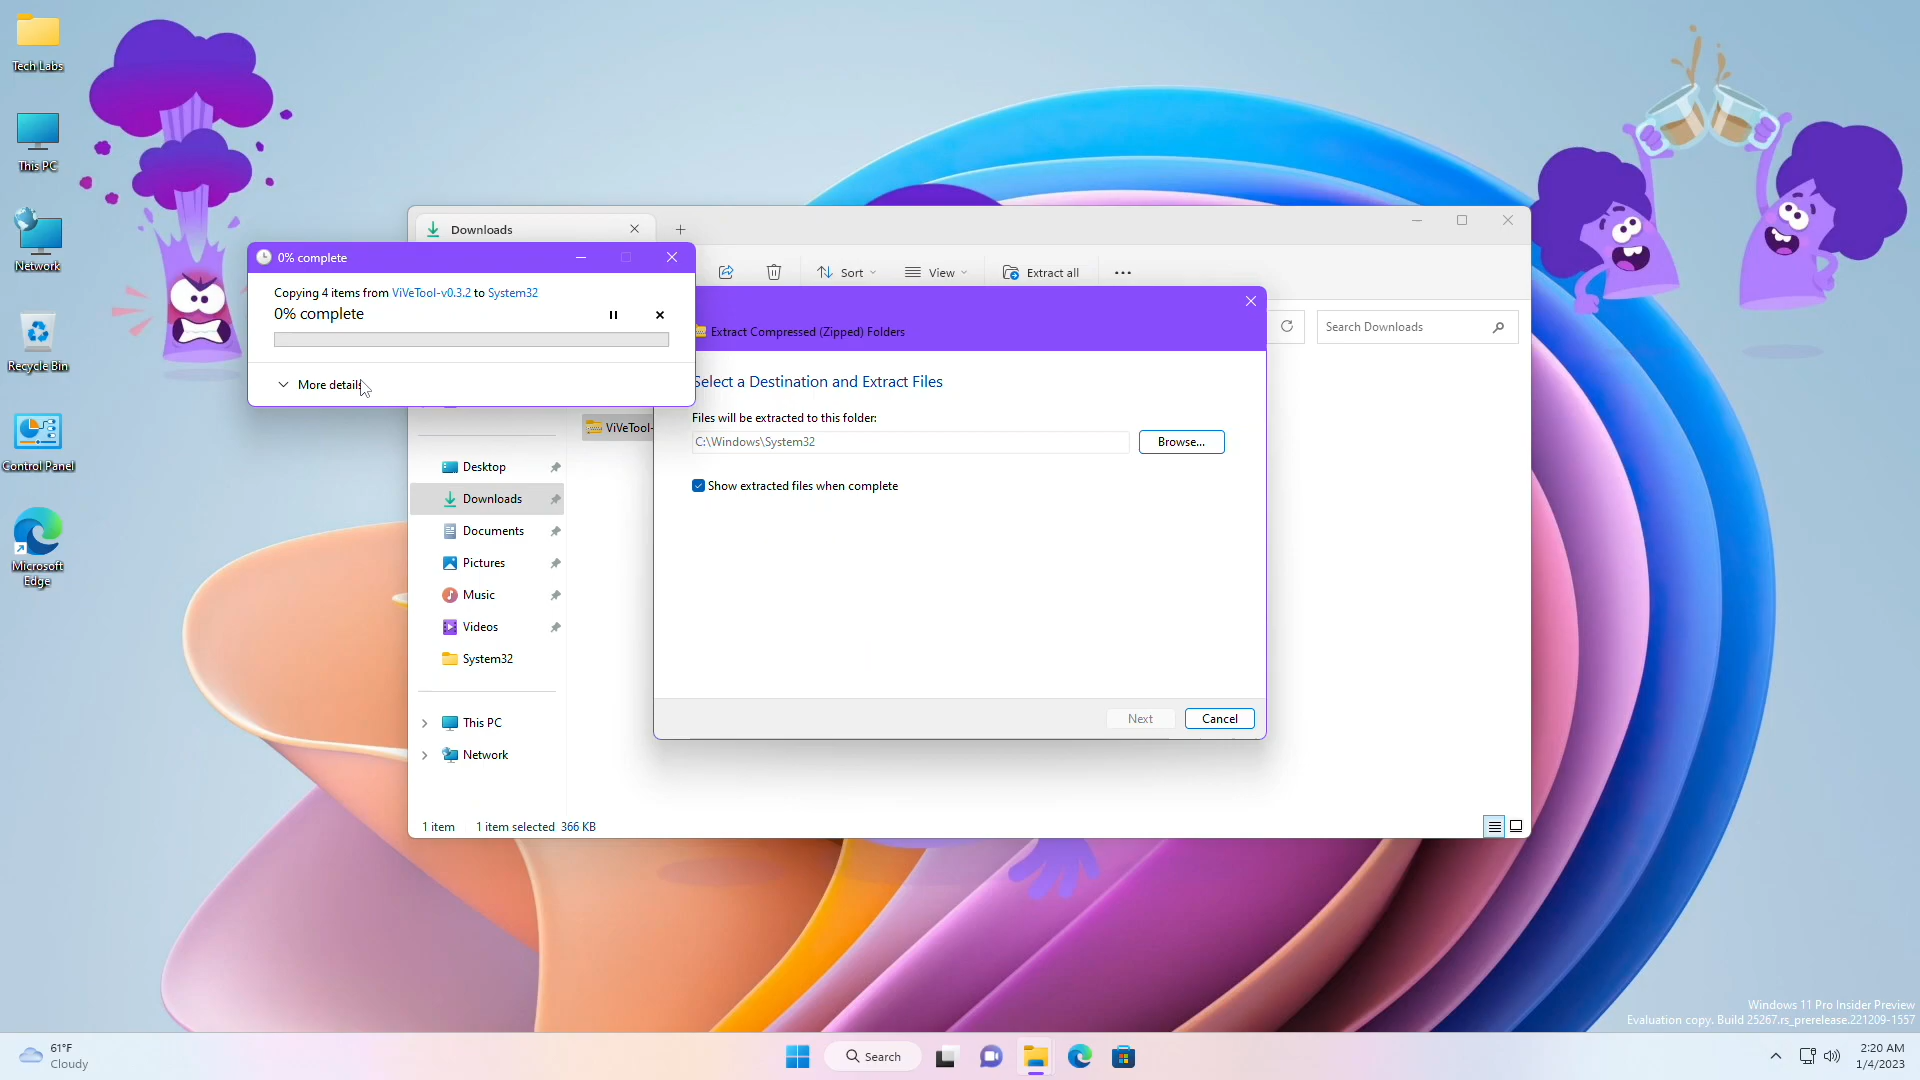 Tech Labs
This PC
Network
Recycle Bin
Control Panel
Microsoft
Edge
Downloads
0% complete
Copying 4 items from ViVeTool-v0.3.2 to System32
0% complete
More details
Sort
View
Extract all
Search Downloads
Extract Compressed (Zipped) Folders
Select a Destination and Extract Files
Files will be extracted to this folder:
C:\Windows\System32
Browse...
Show extracted files when complete
Next
Cancel
ViVeTool-
Desktop
Downloads
Documents
Pictures
Music
Videos
System32
This PC
Network
1 item
1 item selected 366 KB
Windows 11 Pro Insider Preview
Evaluation copy. Build 25267.rs_prerelease.221209-1557
61°F
Cloudy
Search
2:20 AM
1/4/2023